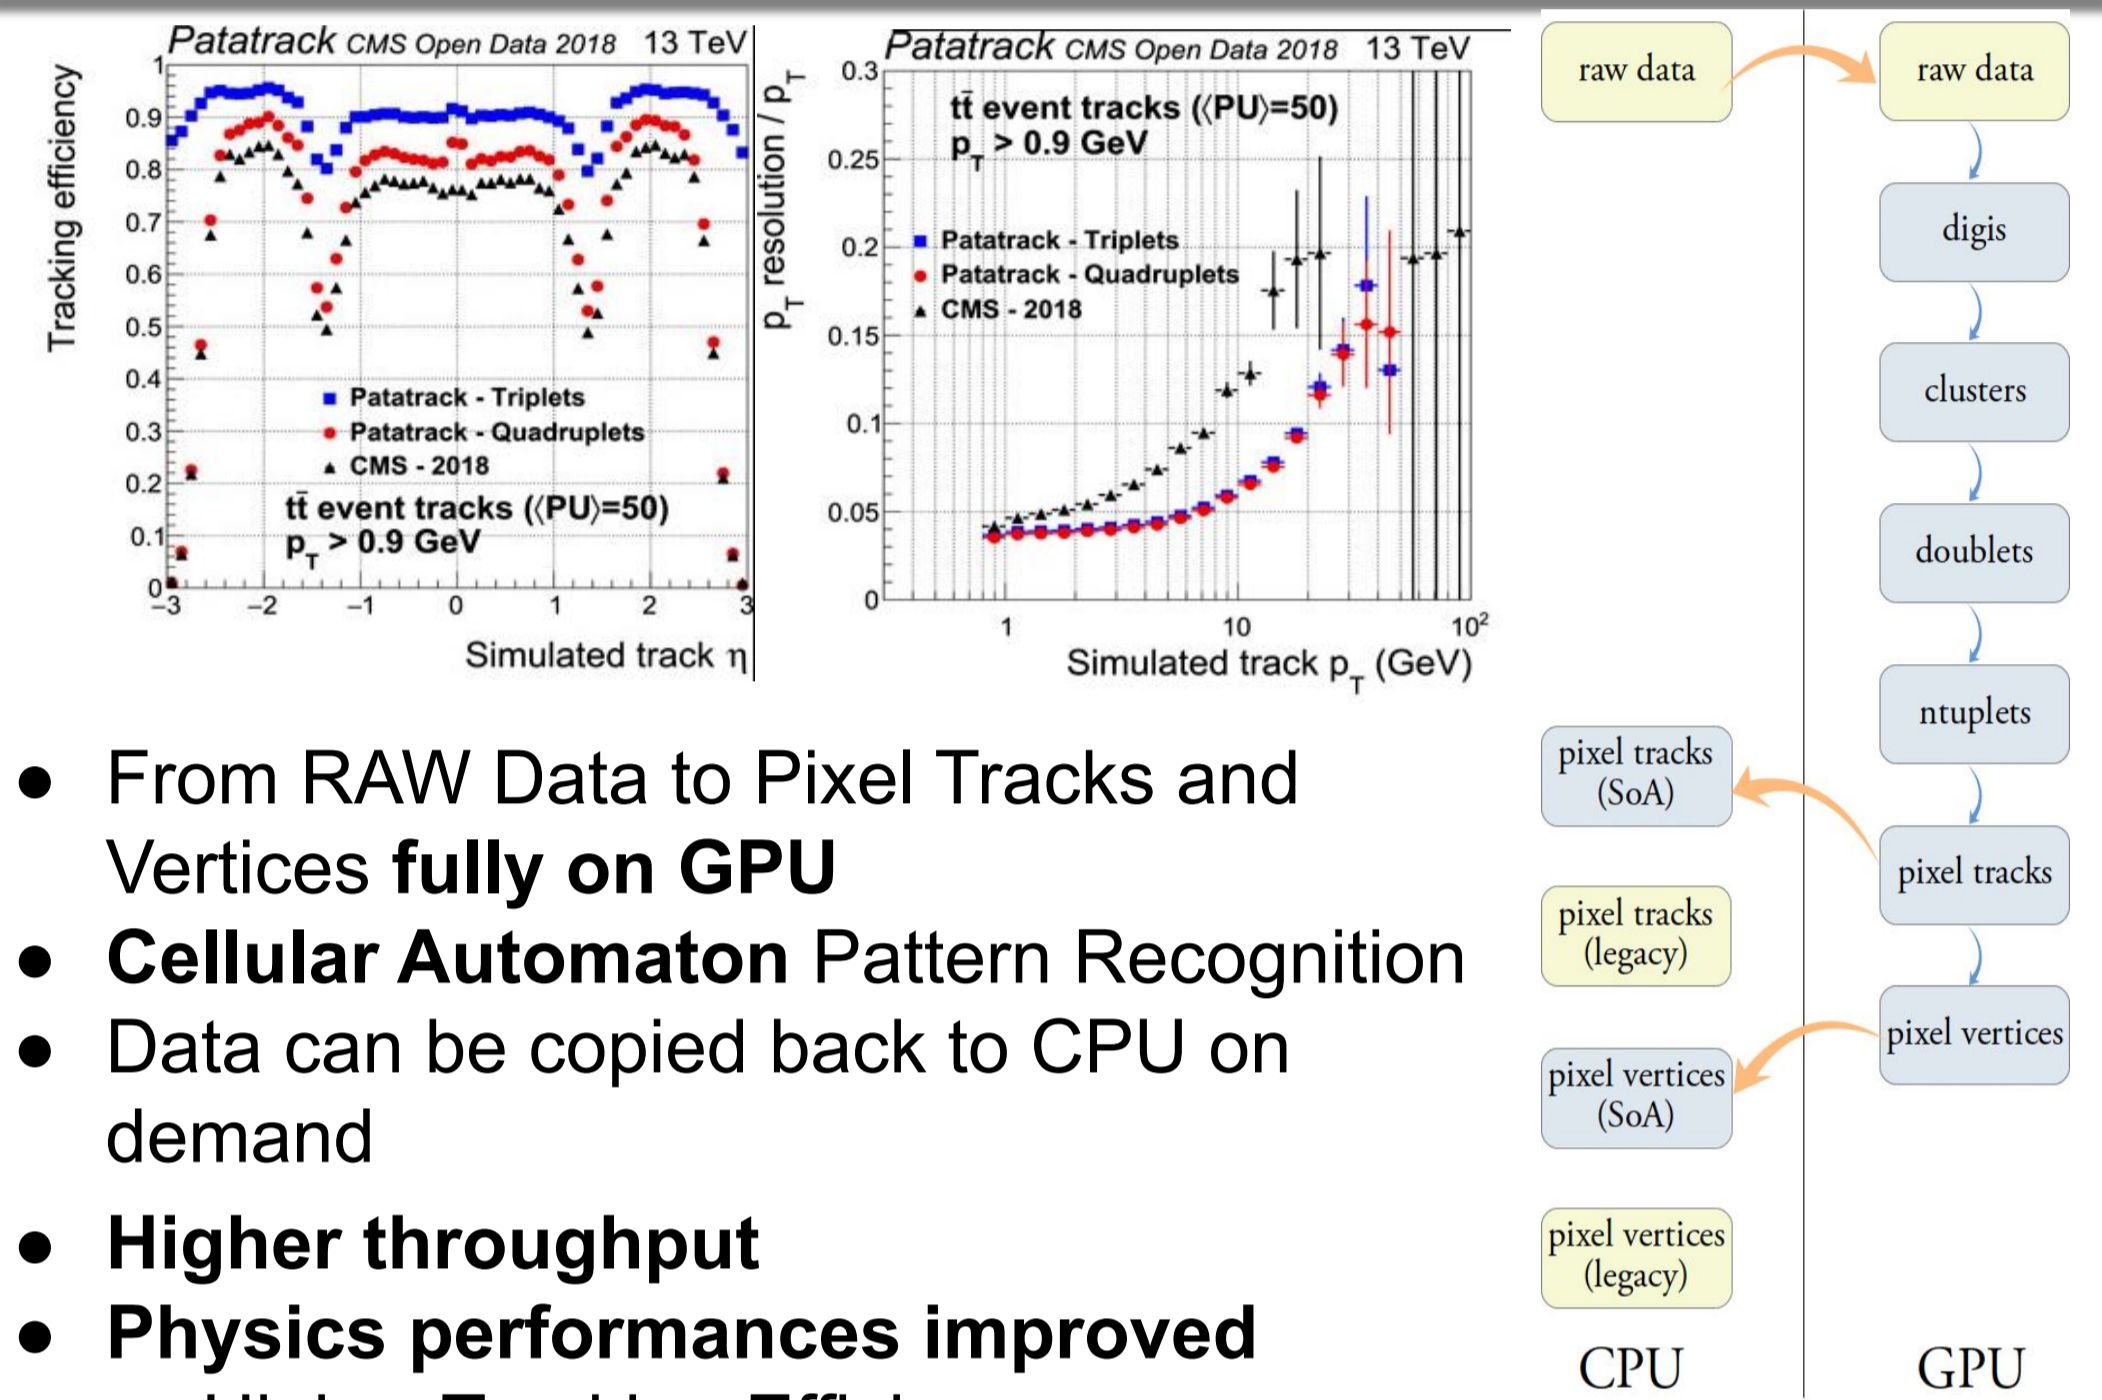 Patatrack CMS Open Data 2018 13 TeV
Tracking efficiency
1
0.9
0.8
0.7
0.6
0.5
0.4
0.3
0.2
0.1
0
Patatrack - Triplets
Patatrack - Quadruplets
CMS - 2018
tt̄ event tracks (⟨PU⟩=50)
p_T > 0.9 GeV
−3 −2 −1 0 1 2 3
Simulated track η
Patatrack CMS Open Data 2018 13 TeV
p_T resolution / p_T
0.3
0.25
0.2
0.15
0.1
0.05
0
tt̄ event tracks (⟨PU⟩=50)
p_T > 0.9 GeV
Patatrack - Triplets
Patatrack - Quadruplets
CMS - 2018
1 10 10²
Simulated track p_T (GeV)
● From RAW Data to Pixel Tracks and
Vertices fully on GPU
● Cellular Automaton Pattern Recognition
● Data can be copied back to CPU on
demand
● Higher throughput
● Physics performances improved
raw data
pixel tracks
(SoA)
pixel tracks
(legacy)
pixel vertices
(SoA)
pixel vertices
(legacy)
CPU
raw data
digis
clusters
doublets
ntuplets
pixel tracks
pixel vertices
GPU